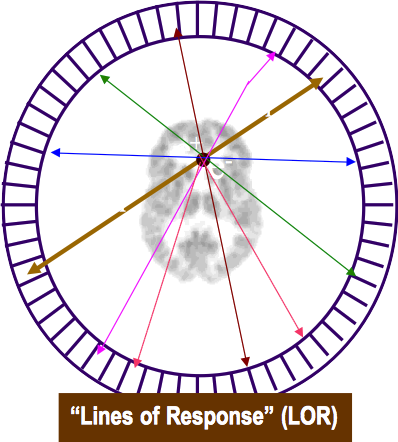 “Lines of Response” (LOR)